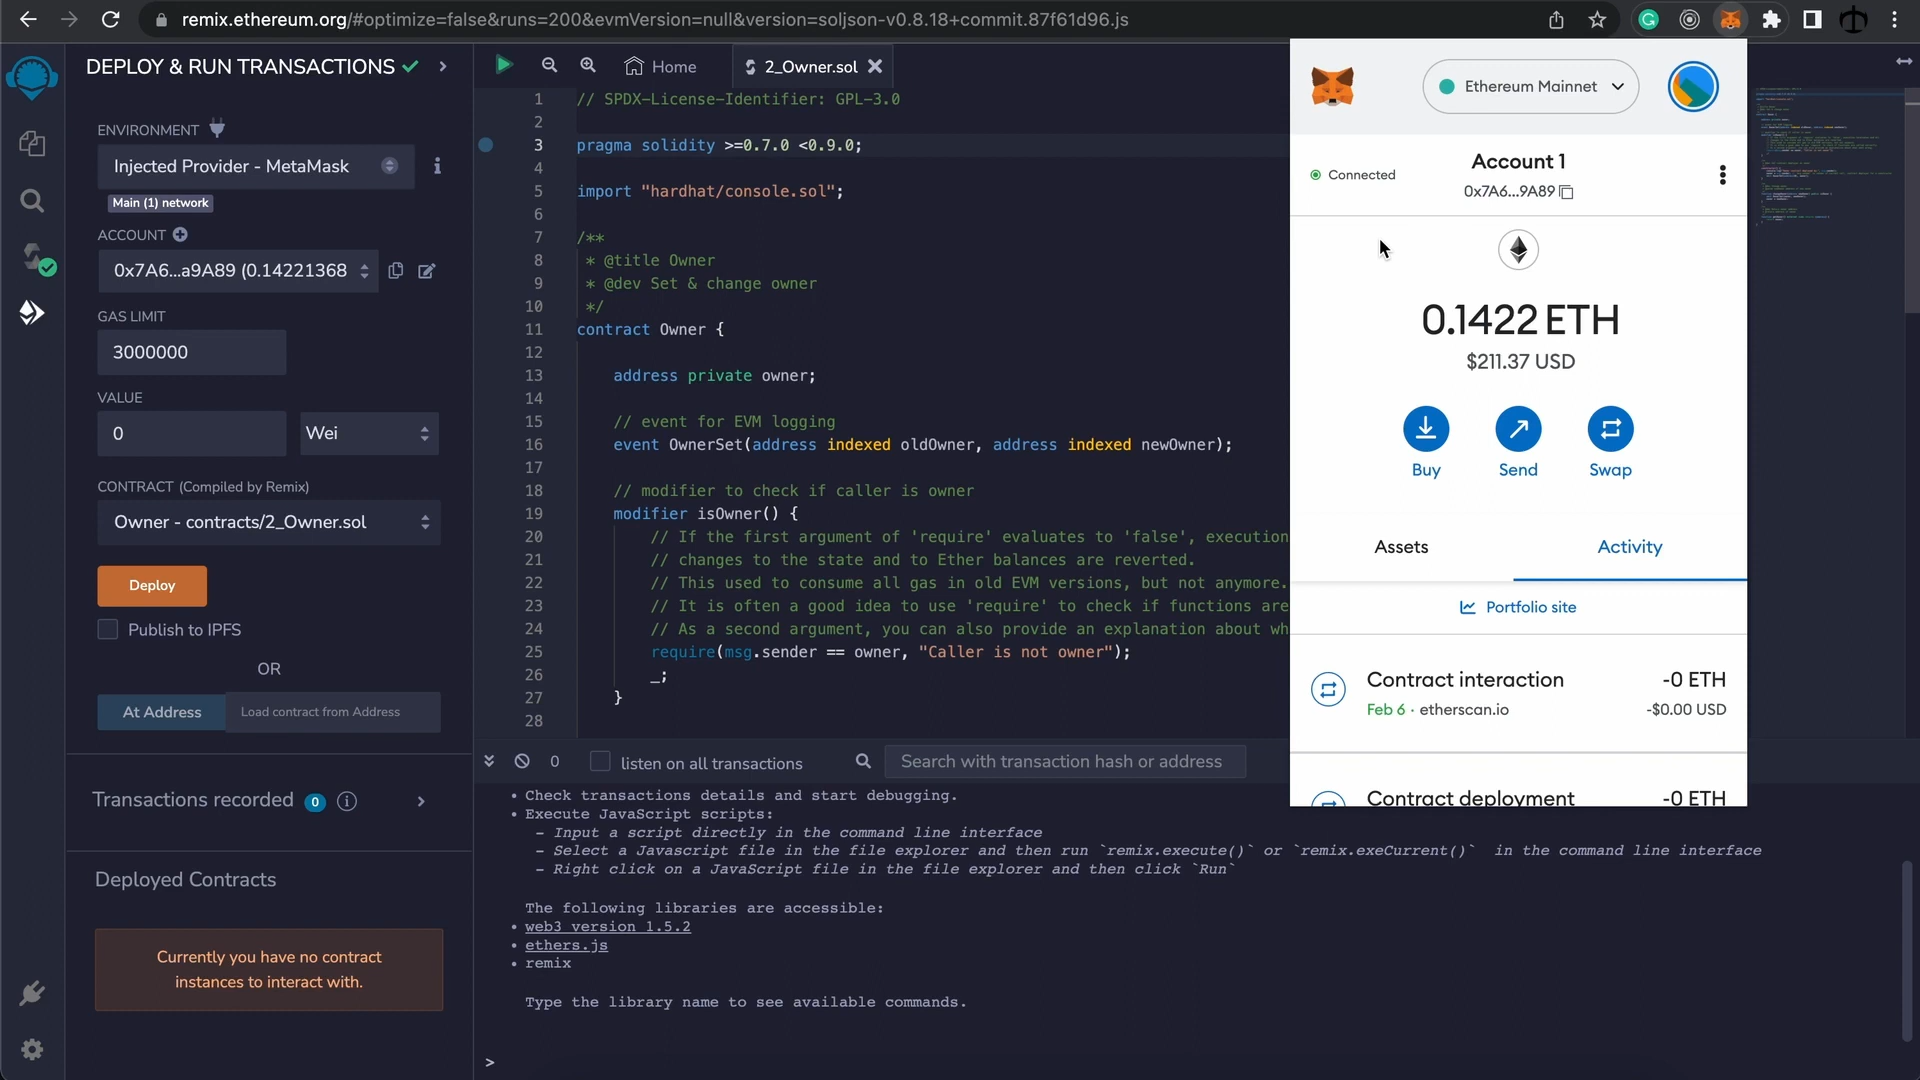 remix.ethereum.org/#optimize=false&runs=200&evmVersion=null&version=soljson-v0.8.18+commit.87f61d96.js
DEPLOY & RUN TRANSACTIONS
ENVIRONMENT
Injected Provider - MetaMask
Main (1) network
ACCOUNT
0x7A6...a9A89 (0.14221368
GAS LIMIT
3000000
VALUE
0
Wei
CONTRACT (Compiled by Remix)
Owner - contracts/2_Owner.sol
Deploy
Publish to IPFS
OR
At Address
Load contract from Address
Transactions recorded 0
Deployed Contracts
Currently you have no contract
instances to interact with.
Home
2_Owner.sol
1 // SPDX-License-Identifier: GPL-3.0
2
3 pragma solidity >=0.7.0 <0.9.0;
4
5 import "hardhat/console.sol";
6
7 /**
8 * @title Owner
9 * @dev Set & change owner
10 */
11 contract Owner {
12
13 address private owner;
14
15 // event for EVM logging
16 event OwnerSet(address indexed oldOwner, address indexed newOwner);
17
18 // modifier to check if caller is owner
19 modifier isOwner() {
20 // If the first argument of 'require' evaluates to 'false', execution
21 // changes to the state and to Ether balances are reverted.
22 // This used to consume all gas in old EVM versions, but not anymore.
23 // It is often a good idea to use 'require' to check if functions are
24 // As a second argument, you can also provide an explanation about wh
25 require(msg.sender == owner, "Caller is not owner");
26 _;
27 }
28
0
listen on all transactions
Search with transaction hash or address
• Check transactions details and start debugging.
• Execute JavaScript scripts:
- Input a script directly in the command line interface
- Select a Javascript file in the file explorer and then run `remix.execute()` or `remix.exeCurrent()` in the command line interface
- Right click on a JavaScript file in the file explorer and then click `Run`
The following libraries are accessible:
• web3 version 1.5.2
• ethers.js
• remix
Type the library name to see available commands.
>
Ethereum Mainnet
Connected
Account 1
0x7A6...9A89
0.1422 ETH
$211.37 USD
Buy
Send
Swap
Assets
Activity
Portfolio site
Contract interaction
-0 ETH
Feb 6 · etherscan.io
-$0.00 USD
Contract deployment
-0 ETH